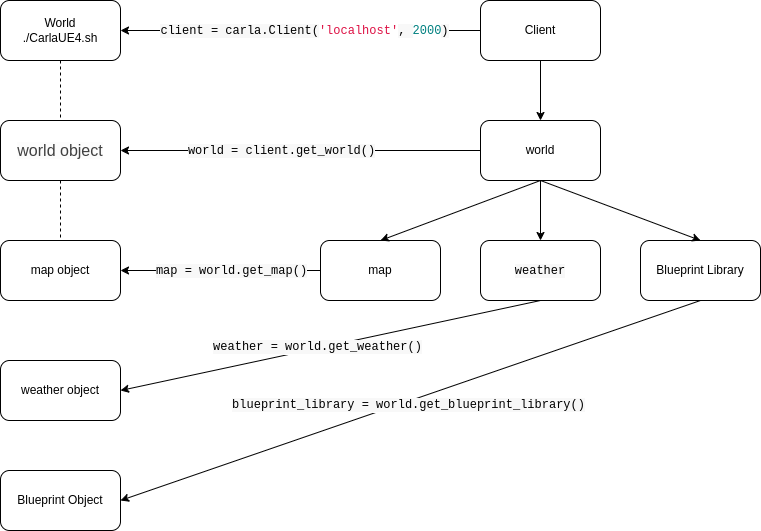 World
./CarlaUE4.sh
client = carla.Client('localhost', 2000)
Client
world object
world = client.get_world()
world
map object
map = world.get_map()
map
weather
Blueprint Library
weather = world.get_weather()
weather object
blueprint_library = world.get_blueprint_library()
Blueprint Object